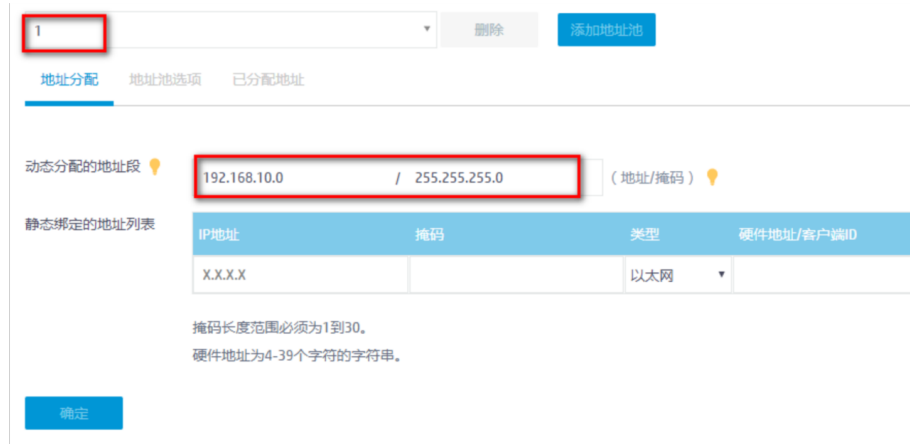 1 删除 添加地址池
地址分配 地址池选项 已分配地址
动态分配的地址段 192.168.10.0 / 255.255.255.0 （地址/掩码）
静态绑定的地址列表
IP地址 掩码 类型 硬件地址/客户端ID
X.X.X.X 以太网
掩码长度范围必须为1到30。
硬件地址为4-39个字符的字符串。
确定